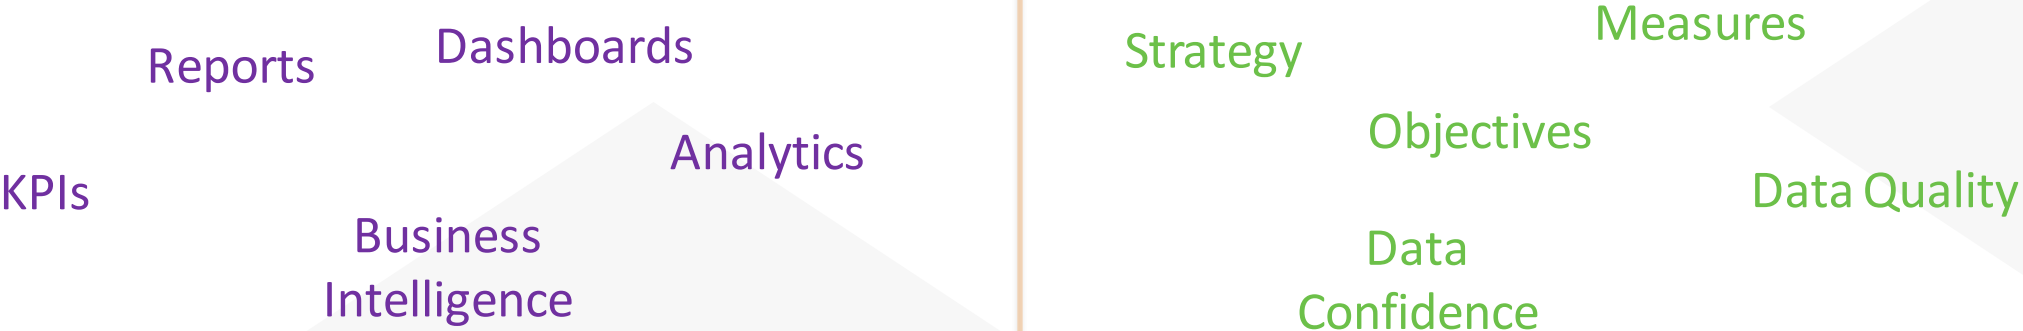 Reports
Dashboards
Analytics
KPIs
Business
Intelligence
Measures
Strategy
Objectives
Data Quality
Data
Confidence